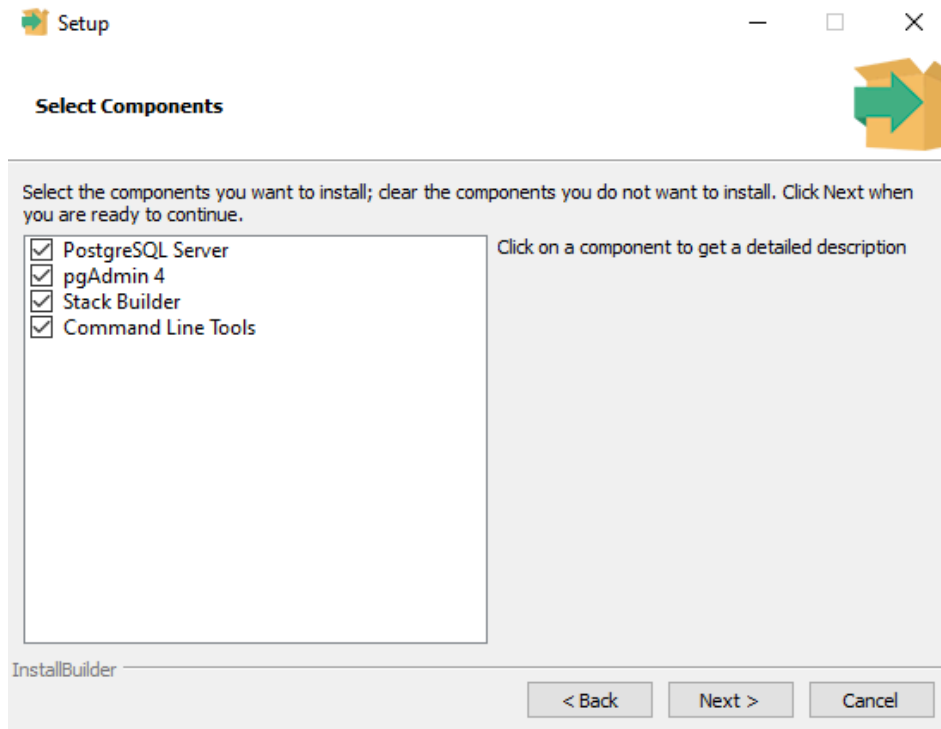 Setup
Select Components
Select the components you want to install; clear the components you do not want to install. Click Next when
you are ready to continue.
PostgreSQL Server
pgAdmin 4
Stack Builder
Command Line Tools
Click on a component to get a detailed description
InstallBuilder
< Back
Next >
Cancel